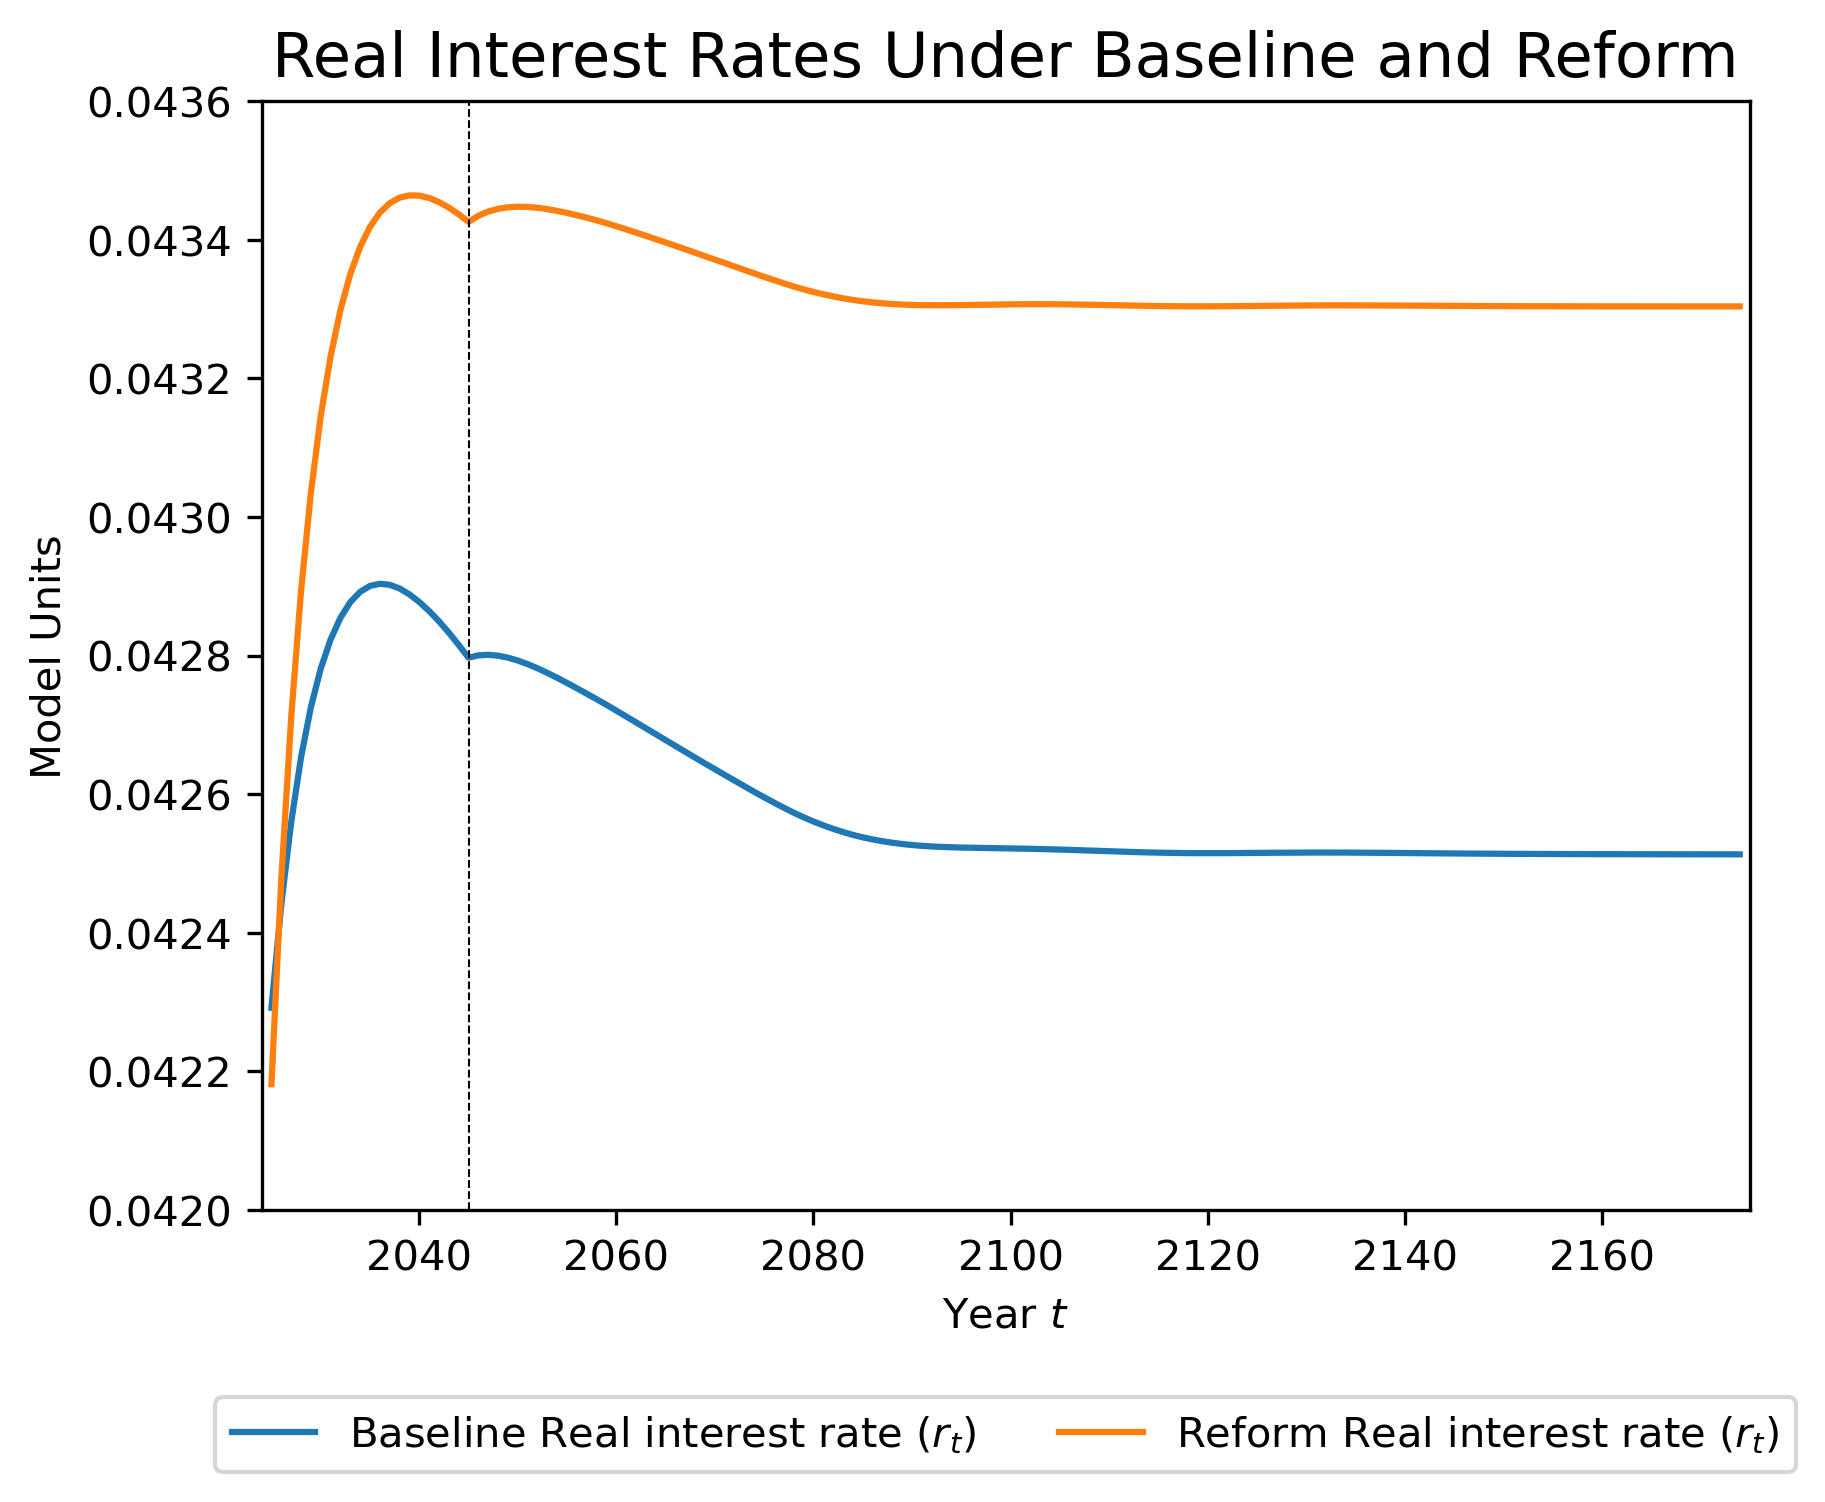 Real Interest Rates Under Baseline and Reform
0.0436
0.0434
0.0432
0.0430
0.0428
0.0426
0.0424
0.0422
0.0420
Model Units
2040 2060 2080 2100 2120 2140 2160
Year t
Baseline Real interest rate (r_t) Reform Real interest rate (r_t)